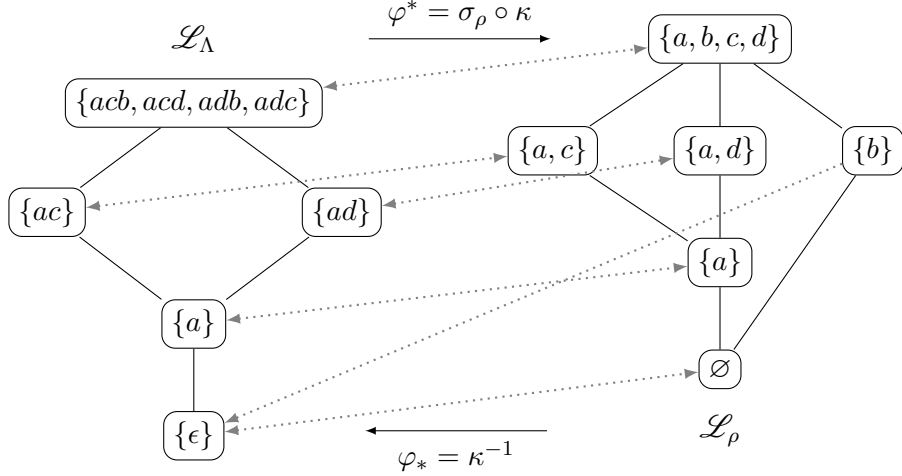 φ* = σ_ρ ∘ κ
ℒ_Λ
{a, b, c, d}
{acb, acd, adb, adc}
{a, c}
{a, d}
{b}
{ac}
{ad}
{a}
{a}
∅
{ϵ}
ℒ_ρ
φ_* = κ⁻¹